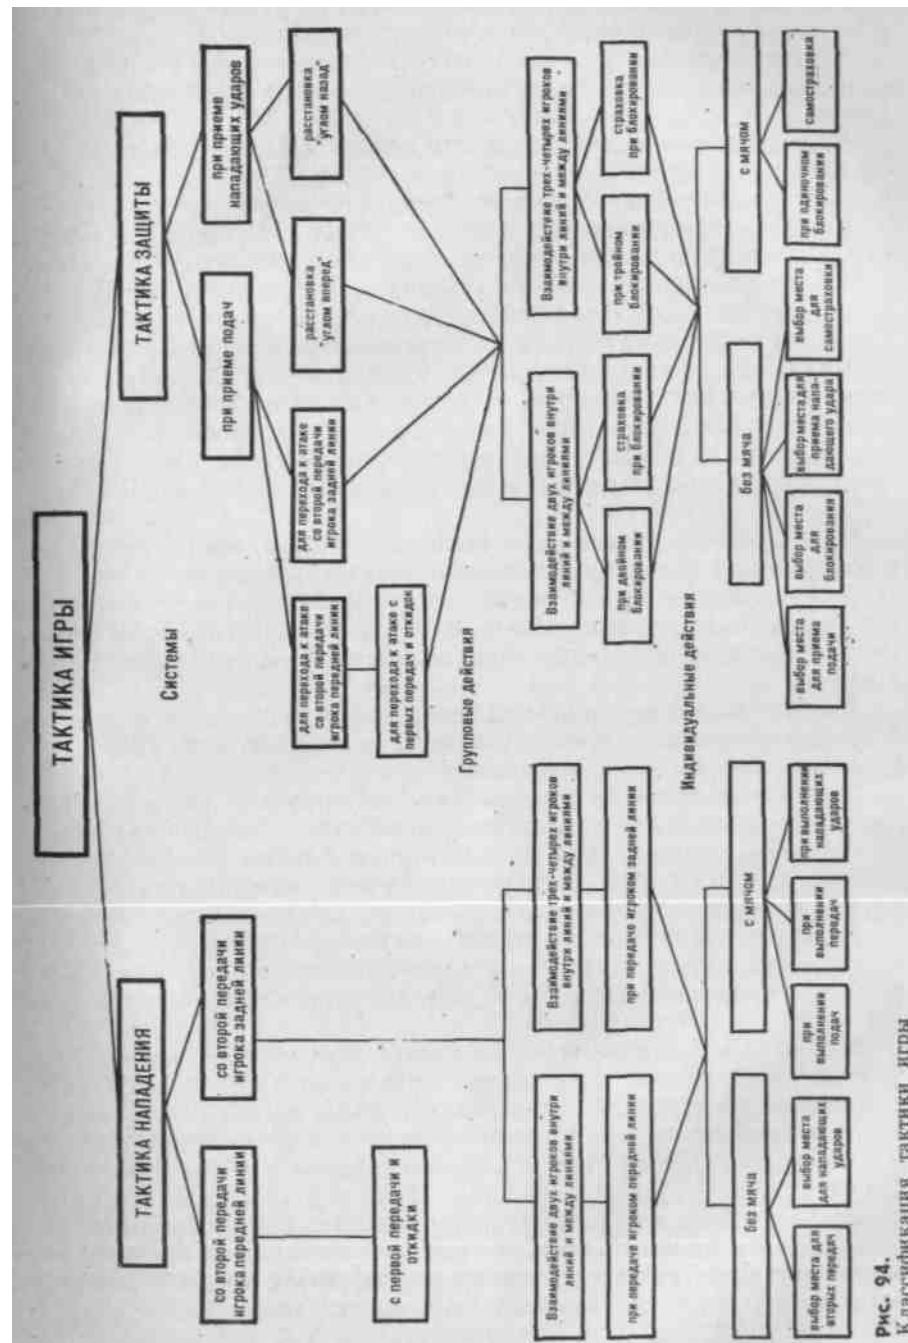 ТАКТИКА ИГРЫ
ТАКТИКА НАПАДЕНИЯ
ТАКТИКА ЗАЩИТЫ
Системы
со второй передачи
игрока передней линии
со второй передачи
игрока задней линии
при приеме подач
при приеме
нападающих ударов
с первой передачи и
откидки
для перехода к атаке
со второй передачи
игрока передней линии
для перехода к атаке
со второй передачи
игрока задней линии
расстановка
"углом вперед"
расстановка
"углом назад"
для перехода к атаке с
первых передач и откидок
Групповые действия
Взаимодействие двух игроков внутри
линий и между линиями
Взаимодействие трех-четырех игроков
внутри линий и между линиями
Взаимодействие двух игроков внутри
линий и между линиями
Взаимодействие трех-четырех игроков
внутри линий и между линиями
при передаче игроком передней линии
при передаче игроком задней линии
при двойном
блокировании
страховка
при блокировании
при тройном
блокировании
страховка
при блокировании
Индивидуальные действия
без мяча
с мячом
без мяча
с мячом
выбор места для
вторых передач
выбор места
для нападающих
ударов
при
выполнении
подач
при
выполнении
передач
при выполнении
нападающих
ударов
выбор места
для приема
подачи
выбор места
для
блокирования
выбор места для
приема напа-
дающего удара
выбор места
для
самостраховки
при одиночном
блокировании
самостраховка
Рис. 94.
Классификация тактики игры